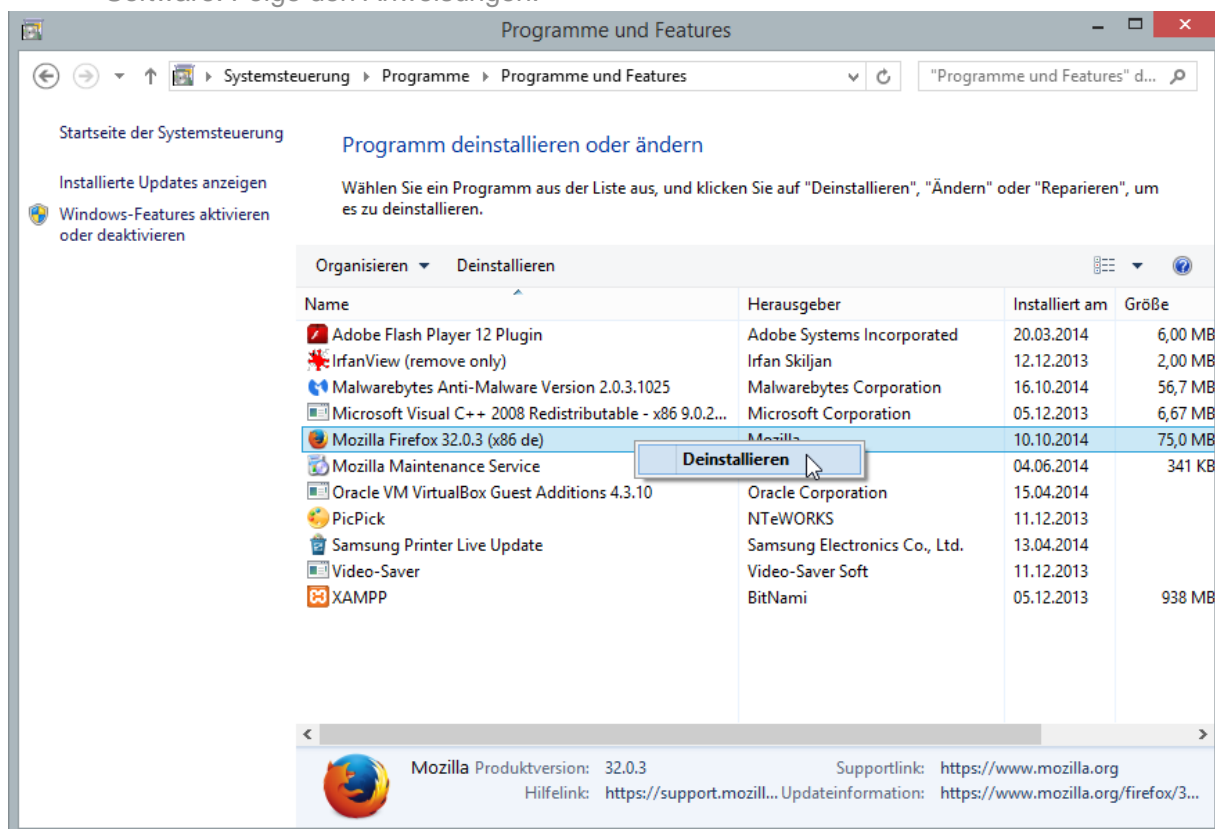 Software. Folge den Anweisungen.
Programme und Features
Systemsteuerung Programme Programme und Features "Programme und Features" d...
Startseite der Systemsteuerung
Installierte Updates anzeigen
Windows-Features aktivieren
oder deaktivieren
Programm deinstallieren oder ändern
Wählen Sie ein Programm aus der Liste aus, und klicken Sie auf "Deinstallieren", "Ändern" oder "Reparieren", um
es zu deinstallieren.
Organisieren Deinstallieren
Name Herausgeber Installiert am Größe
Adobe Flash Player 12 Plugin Adobe Systems Incorporated 20.03.2014 6,00 MB
IrfanView (remove only) Irfan Skiljan 12.12.2013 2,00 MB
Malwarebytes Anti-Malware Version 2.0.3.1025 Malwarebytes Corporation 16.10.2014 56,7 MB
Microsoft Visual C++ 2008 Redistributable - x86 9.0.2... Microsoft Corporation 05.12.2013 6,67 MB
Mozilla Firefox 32.0.3 (x86 de) Mozilla 10.10.2014 75,0 MB
Deinstallieren
Mozilla Maintenance Service 04.06.2014 341 KB
Oracle VM VirtualBox Guest Additions 4.3.10 Oracle Corporation 15.04.2014
PicPick NTeWORKS 11.12.2013
Samsung Printer Live Update Samsung Electronics Co., Ltd. 13.04.2014
Video-Saver Video-Saver Soft 11.12.2013
XAMPP BitNami 05.12.2013 938 MB
Mozilla Produktversion: 32.0.3 Supportlink: https://www.mozilla.org
Hilfelink: https://support.mozill... Updateinformation: https://www.mozilla.org/firefox/3...